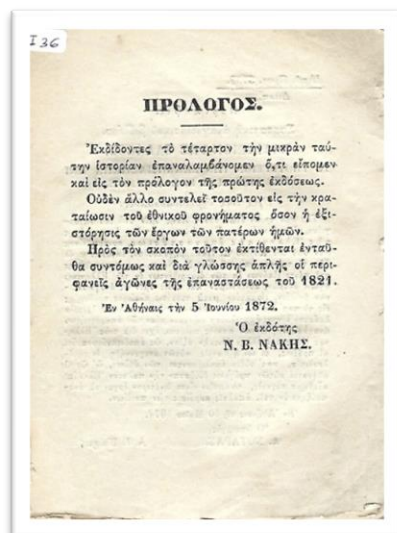 I 36
ΠΡΟΛΟΓΟΣ.
Ἐκδίδοντες τὸ τέταρτον τὴν μικρὰν ταύ-
την ἱστορίαν ἐπαναλαμβάνομεν ὅ,τι εἴπομεν
καὶ εἰς τὸν πρόλογον τῆς πρώτης ἐκδόσεως.
Οὐδὲν ἄλλο συντελεῖ τοσοῦτον εἰς τὴν κρα-
ταίωσιν τοῦ ἐθνικοῦ φρονήματος ὅσον ἡ ἐξι-
στόρησις τῶν ἔργων τῶν πατέρων ἡμῶν.
Πρὸς τὸν σκοπὸν τοῦτον ἐκτίθενται ἐνταῦ-
θα συντόμως καὶ διὰ γλώσσης ἁπλῆς οἱ περι-
φανεῖς ἀγῶνες τῆς ἐπαναστάσεως τοῦ 1821.
Ἐν Ἀθήναις τὴν 5 Ἰουνίου 1872.
Ὁ ἐκδότης
Ν. Β. ΝΑΚΗΣ.